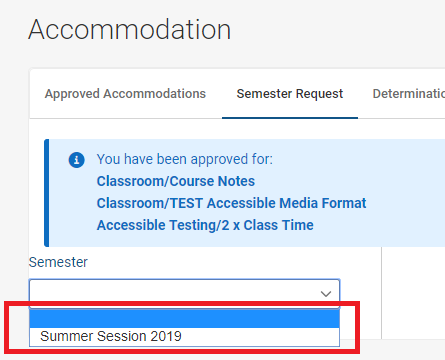 Accommodation
Approved Accommodations Semester Request Determinatio
You have been approved for:
Classroom/Course Notes
Classroom/TEST Accessible Media Format
Accessible Testing/2 x Class Time
Semester
Summer Session 2019